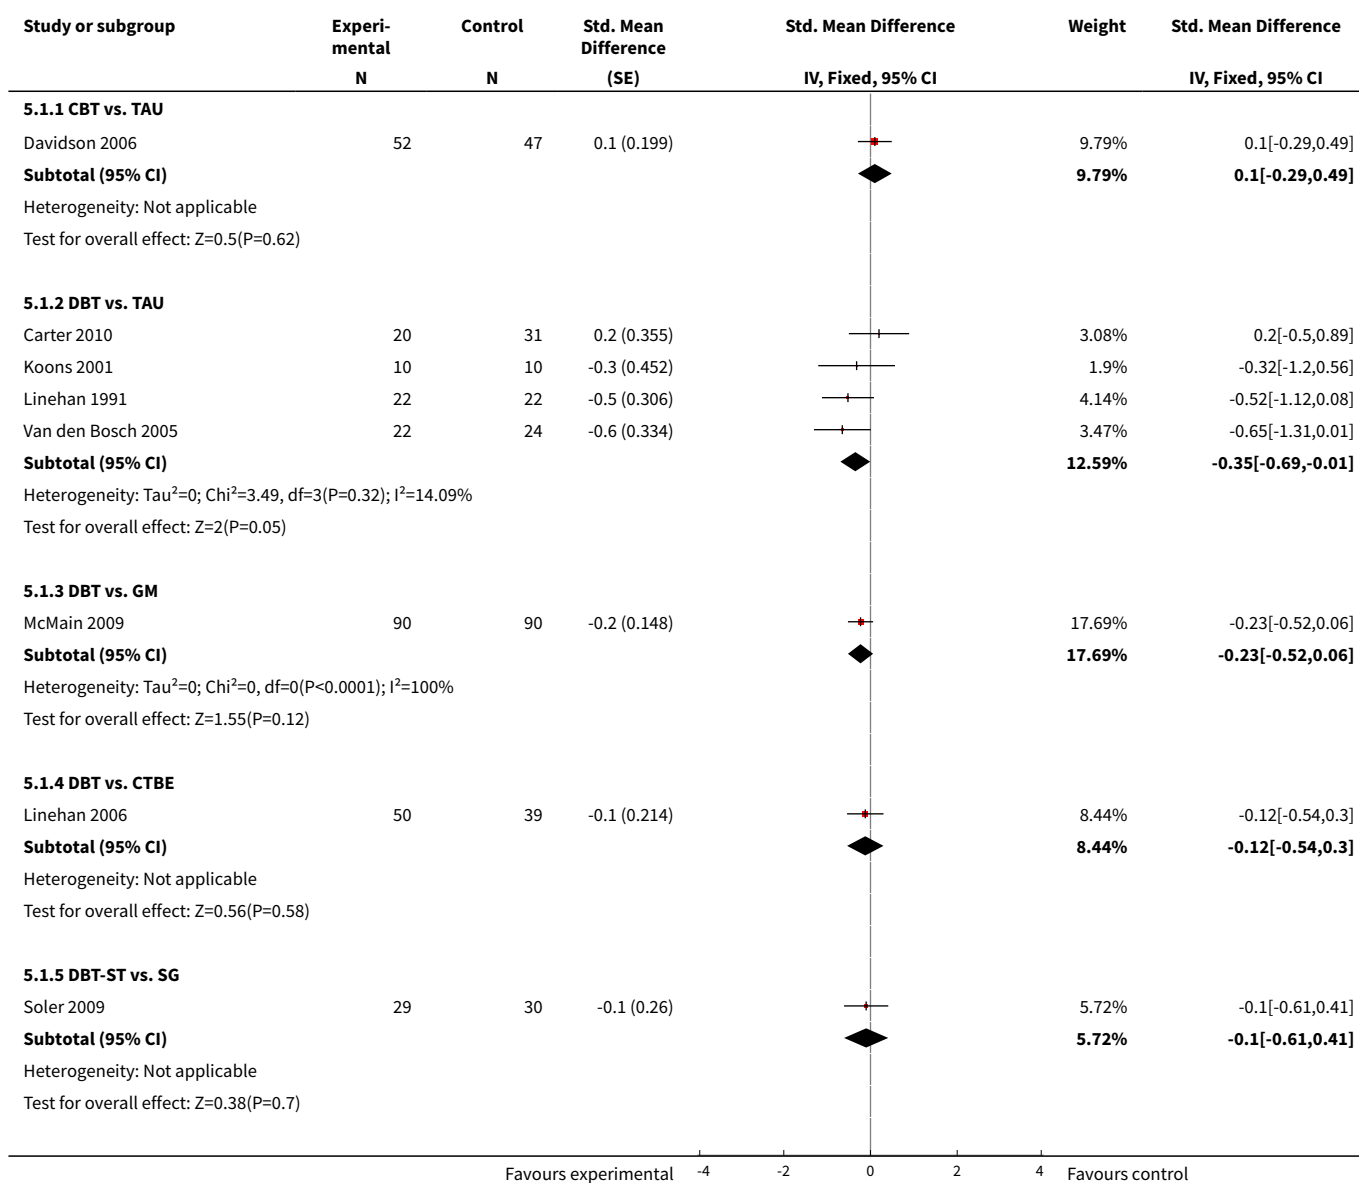 Study or subgroup Experi- Control Std. Mean Std. Mean Difference Weight Std. Mean Difference
mental Difference
N N (SE) IV, Fixed, 95% CI IV, Fixed, 95% CI
5.1.1 CBT vs. TAU
Davidson 2006 52 47 0.1 (0.199) 9.79% 0.1[-0.29,0.49]
Subtotal (95% CI) 9.79% 0.1[-0.29,0.49]
Heterogeneity: Not applicable
Test for overall effect: Z=0.5(P=0.62)
5.1.2 DBT vs. TAU
Carter 2010 20 31 0.2 (0.355) 3.08% 0.2[-0.5,0.89]
Koons 2001 10 10 -0.3 (0.452) 1.9% -0.32[-1.2,0.56]
Linehan 1991 22 22 -0.5 (0.306) 4.14% -0.52[-1.12,0.08]
Van den Bosch 2005 22 24 -0.6 (0.334) 3.47% -0.65[-1.31,0.01]
Subtotal (95% CI) 12.59% -0.35[-0.69,-0.01]
Heterogeneity: Tau²=0; Chi²=3.49, df=3(P=0.32); I²=14.09%
Test for overall effect: Z=2(P=0.05)
5.1.3 DBT vs. GM
McMain 2009 90 90 -0.2 (0.148) 17.69% -0.23[-0.52,0.06]
Subtotal (95% CI) 17.69% -0.23[-0.52,0.06]
Heterogeneity: Tau²=0; Chi²=0, df=0(P<0.0001); I²=100%
Test for overall effect: Z=1.55(P=0.12)
5.1.4 DBT vs. CTBE
Linehan 2006 50 39 -0.1 (0.214) 8.44% -0.12[-0.54,0.3]
Subtotal (95% CI) 8.44% -0.12[-0.54,0.3]
Heterogeneity: Not applicable
Test for overall effect: Z=0.56(P=0.58)
5.1.5 DBT-ST vs. SG
Soler 2009 29 30 -0.1 (0.26) 5.72% -0.1[-0.61,0.41]
Subtotal (95% CI) 5.72% -0.1[-0.61,0.41]
Heterogeneity: Not applicable
Test for overall effect: Z=0.38(P=0.7)
Favours experimental -4 -2 0 2 4 Favours control